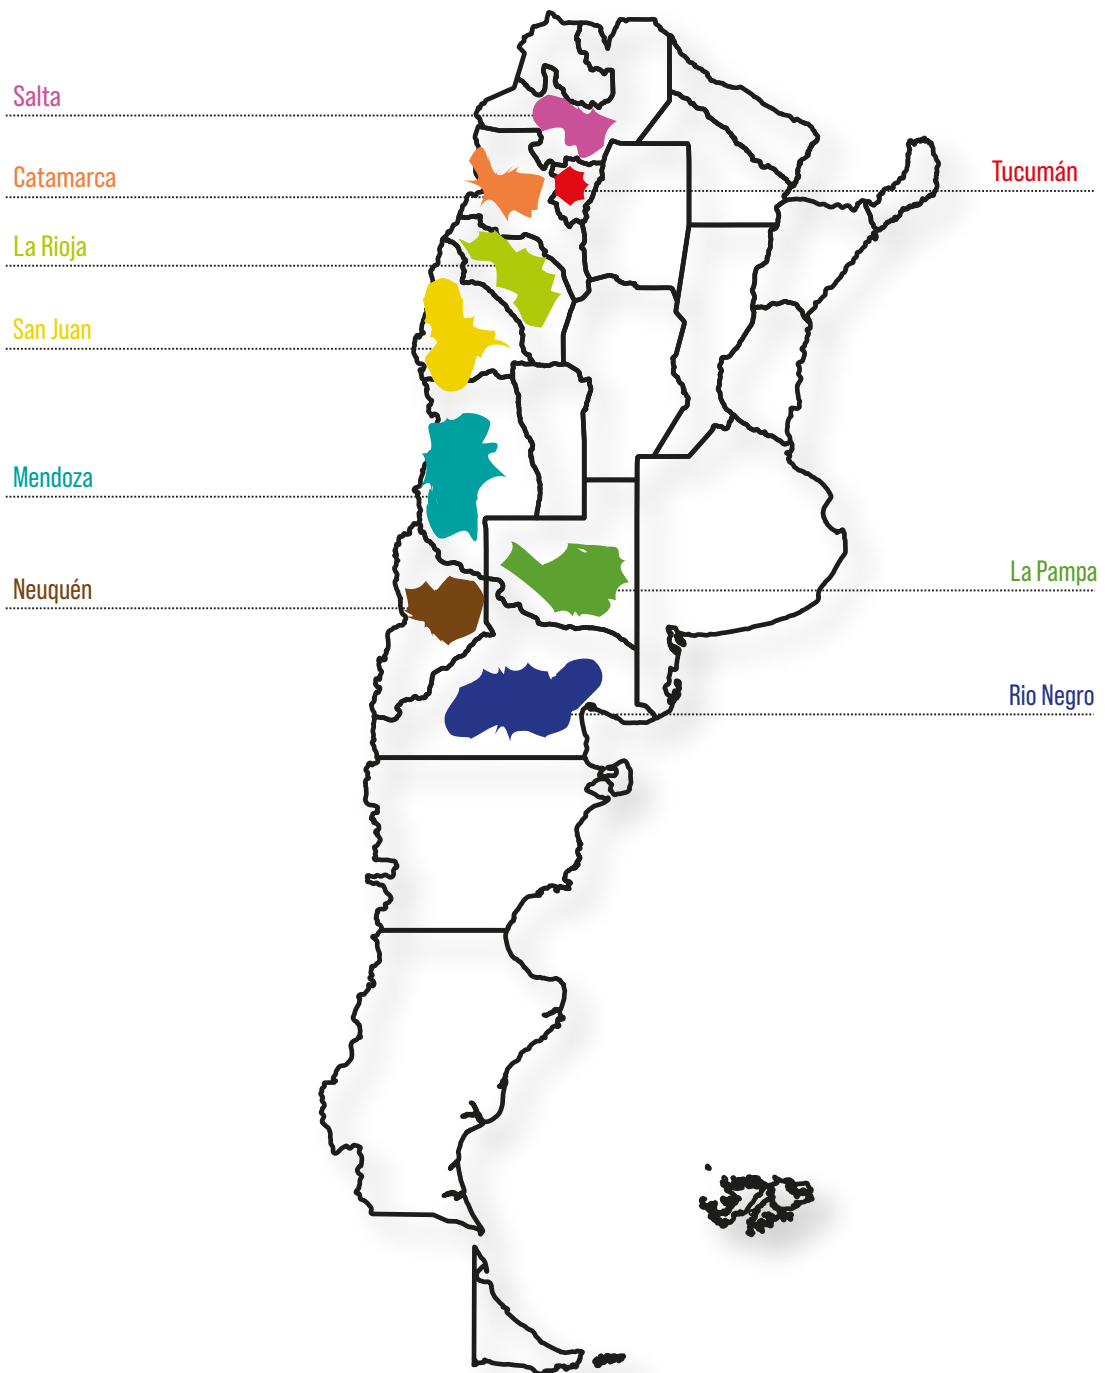 Salta
Catamarca
Tucumán
La Rioja
San Juan
Mendoza
Neuquén
La Pampa
Rio Negro